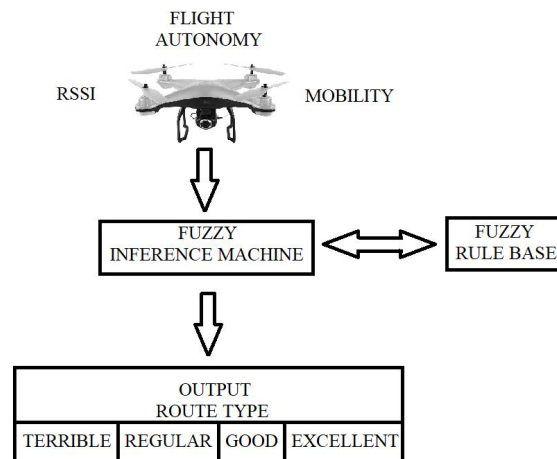 FLIGHT
AUTONOMY
RSSI
MOBILITY
FUZZY
INFERENCE MACHINE
FUZZY
RULE BASE
OUTPUT
ROUTE TYPE
TERRIBLE REGULAR GOOD EXCELLENT